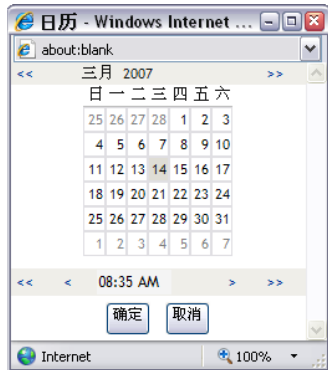 日历 - Windows Internet ...
about:blank
<< 三月 2007 >>
日 一 二 三 四 五 六
25 26 27 28 1 2 3
4 5 6 7 8 9 10
11 12 13 14 15 16 17
18 19 20 21 22 23 24
25 26 27 28 29 30 31
1 2 3 4 5 6 7
<< < 08:35 AM > >>
确定 取消
Internet 100%